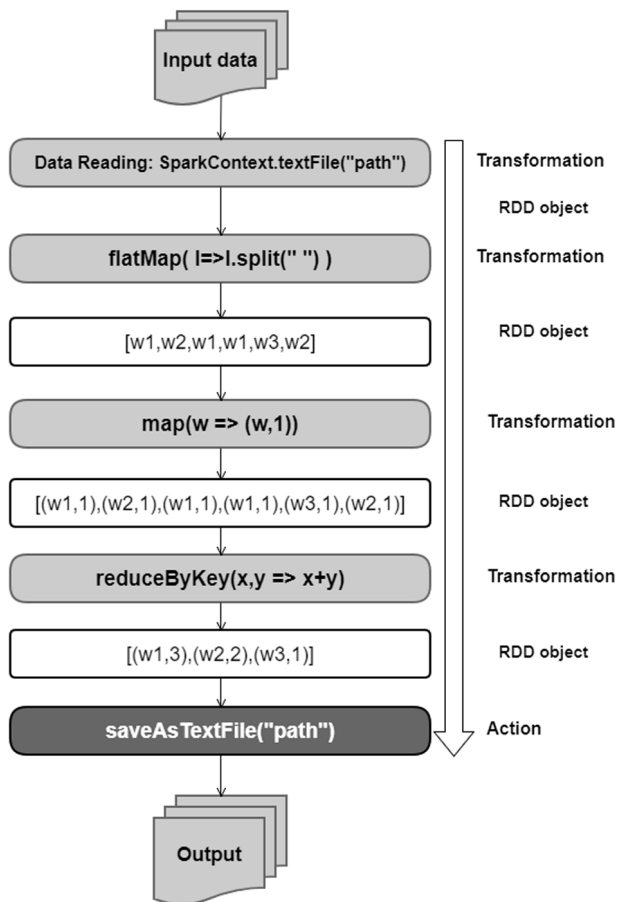 Input data
Data Reading: SparkContext.textFile("path")
Transformation
RDD object
flatMap( l=>l.split(" ") )
Transformation
[w1,w2,w1,w1,w3,w2]
RDD object
map(w => (w,1))
Transformation
[(w1,1),(w2,1),(w1,1),(w1,1),(w3,1),(w2,1)]
RDD object
reduceByKey(x,y => x+y)
Transformation
[(w1,3),(w2,2),(w3,1)]
RDD object
saveAsTextFile("path")
Action
Output